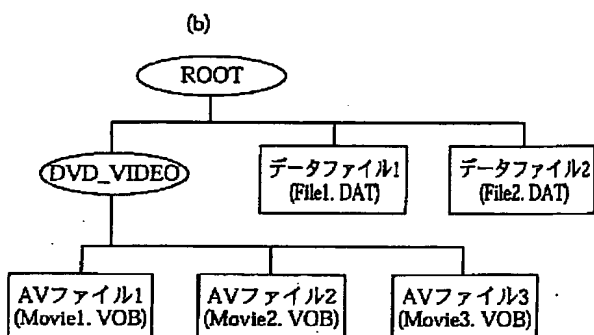 (b)
ROOT
DVD_VIDEO
データファイル1
(File1. DAT)
データファイル2
(File2. DAT)
AVファイル1
(Movie1. VOB)
AVファイル2
(Movie2. VOB)
AVファイル3
(Movie3. VOB)